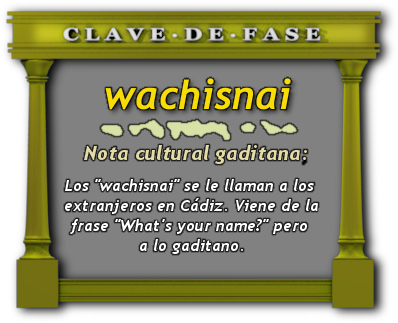 CLAVE·DE·FASE
wachisnai
Nota cultural gaditana:
Los "wachisnai" se le llaman a los
extranjeros en Cádiz. Viene de la
frase "What's your name?" pero
a lo gaditano.